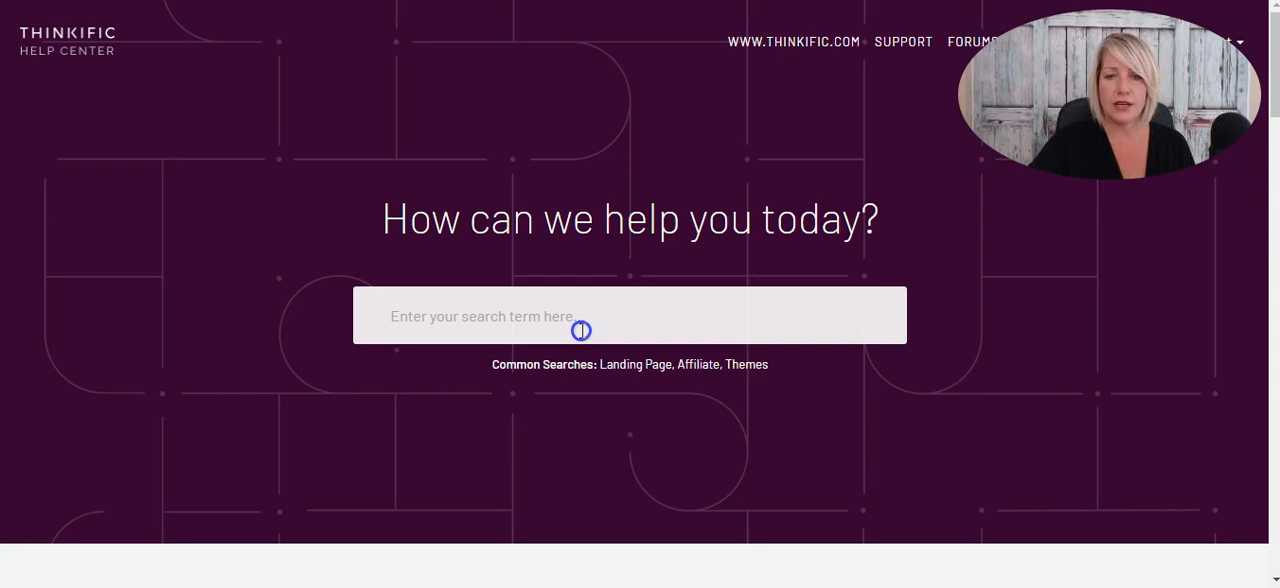 THINKIFIC
HELP CENTER
WWW.THINKIFIC.COM SUPPORT FORUMS
How can we help you today?
Enter your search term here...
Common Searches: Landing Page, Affiliate, Themes